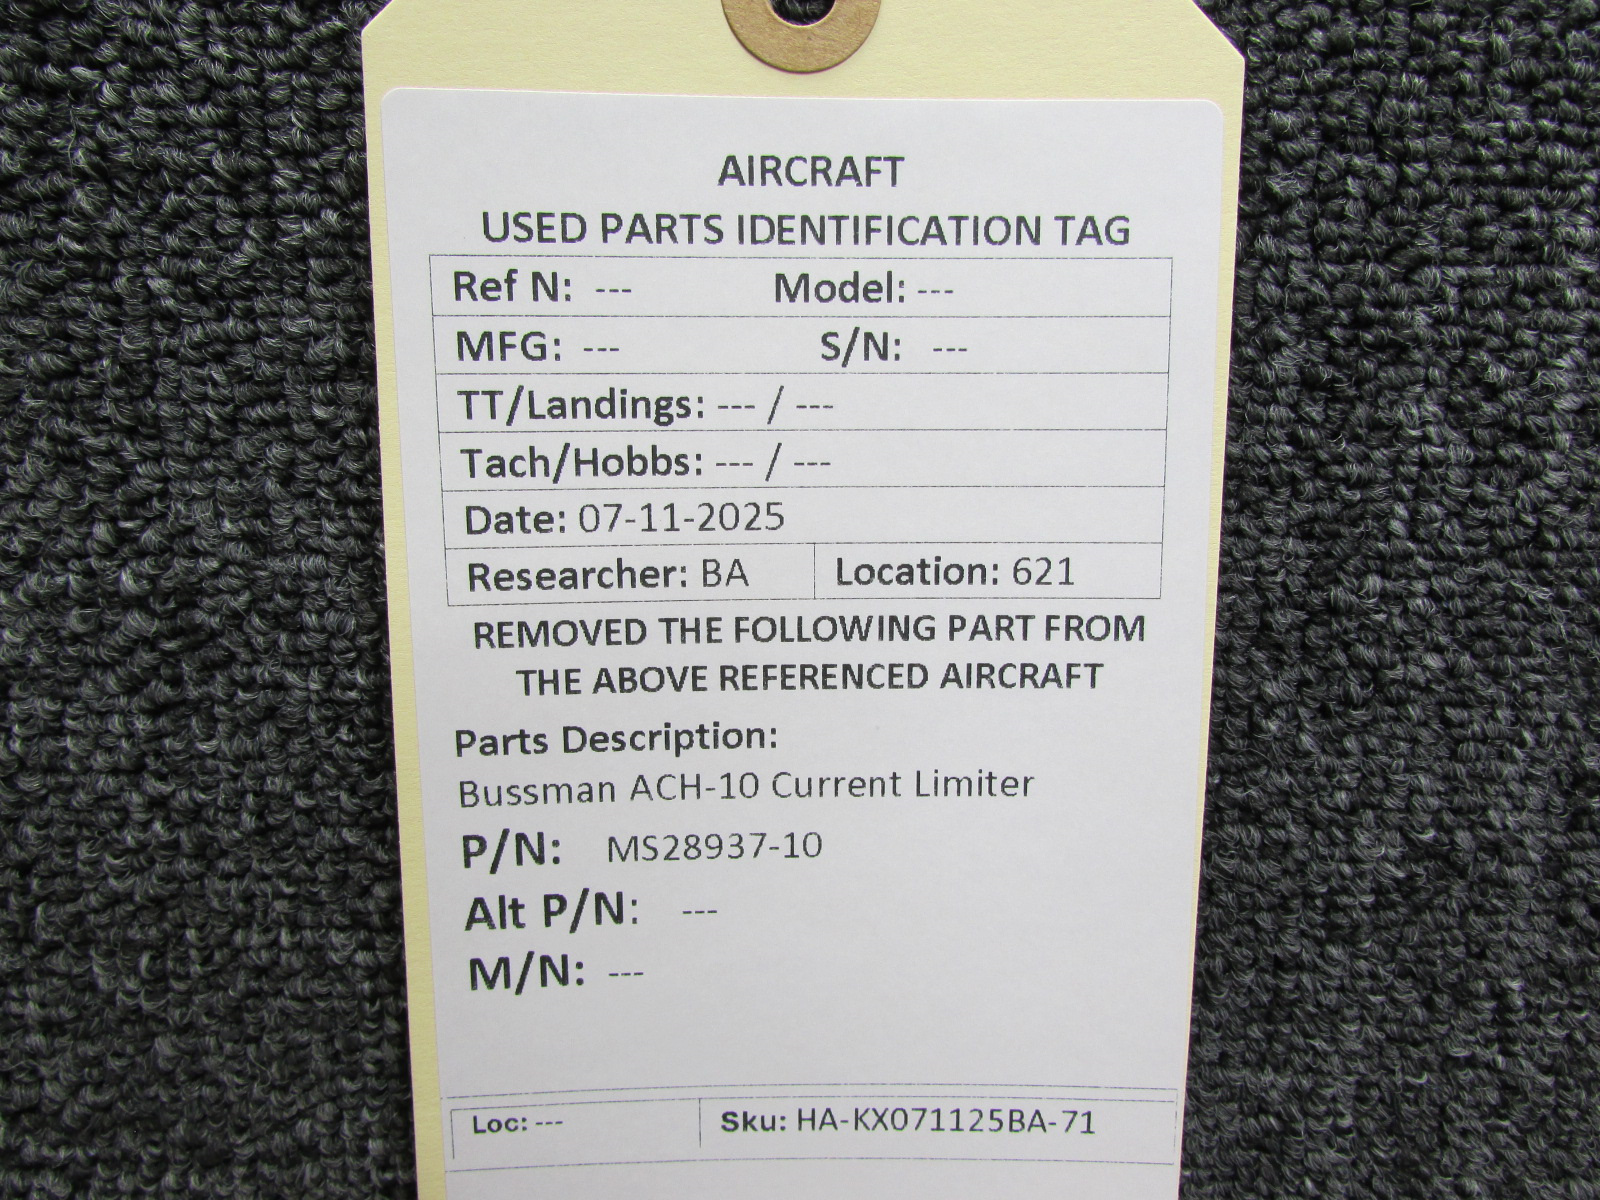 AIRCRAFT
USED PARTS IDENTIFICATION TAG
Ref N: --- Model: ---
MFG: --- S/N: ---
TT/Landings: --- / ---
Tach/Hobbs: --- / ---
Date: 07-11-2025
Researcher: BA Location: 621
REMOVED THE FOLLOWING PART FROM
THE ABOVE REFERENCED AIRCRAFT
Parts Description:
Bussman ACH-10 Current Limiter
P/N: MS28937-10
Alt P/N: ---
M/N: ---
Loc: --- Sku: HA-KX071125BA-71